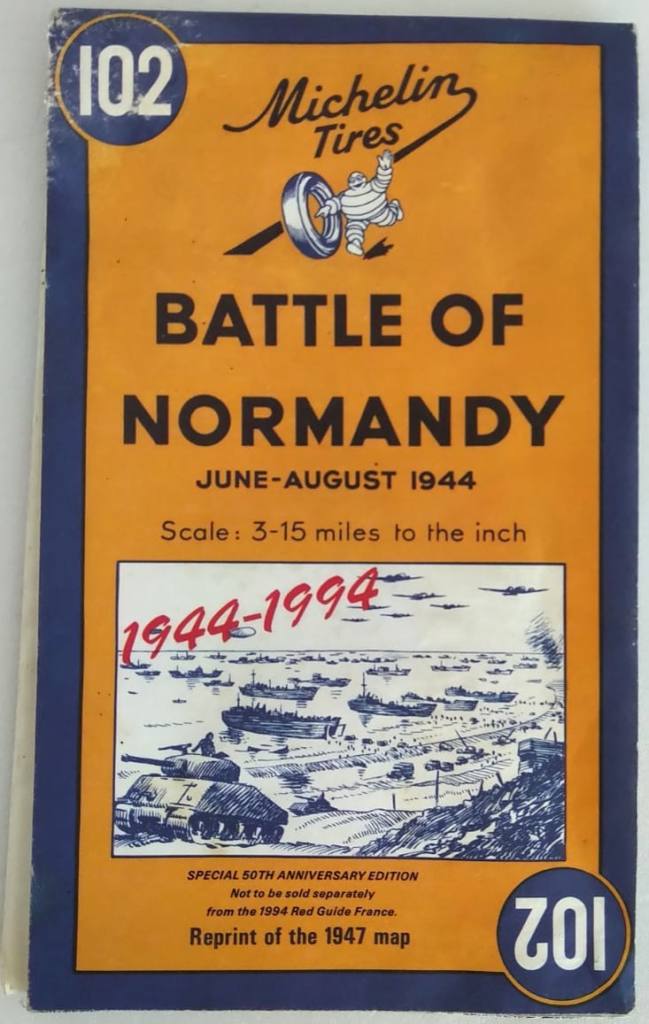 102
Michelin
Tires
BATTLE OF
NORMANDY
JUNE-AUGUST 1944
Scale: 3-15 miles to the inch
1944-1994
SPECIAL 50TH ANNIVERSARY EDITION
Not to be sold separately
from the 1994 Red Guide France.
Reprint of the 1947 map
102